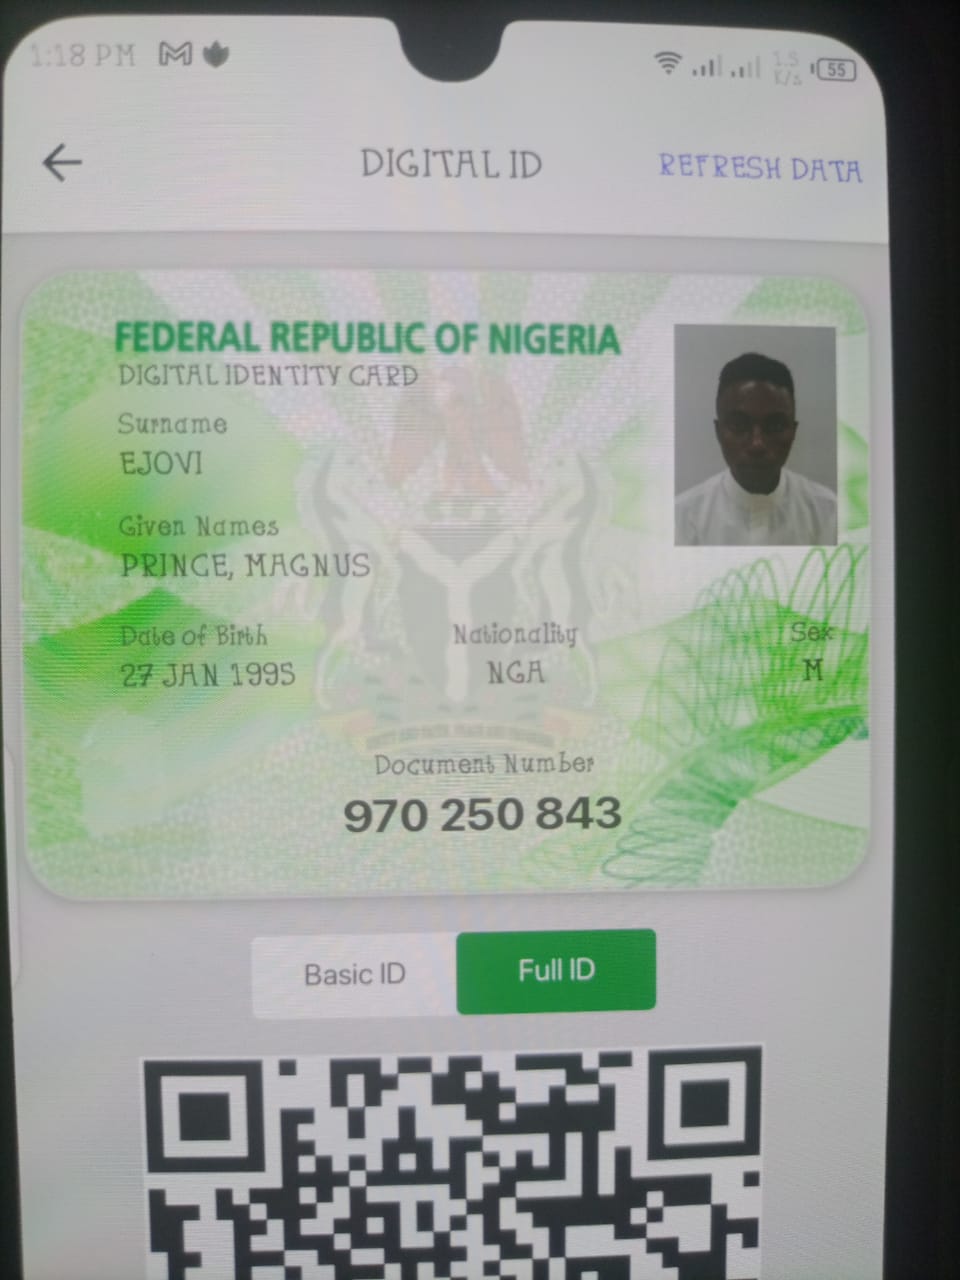 1:18 PM
1.5 K/s 55
DIGITAL ID
REFRESH DATA
FEDERAL REPUBLIC OF NIGERIA
DIGITAL IDENTITY CARD
Surname
EJOVI
Given Names
PRINCE, MAGNUS
Date of Birth Nationality Sex
27 JAN 1995 NGA M
Document Number
970 250 843
Basic ID Full ID